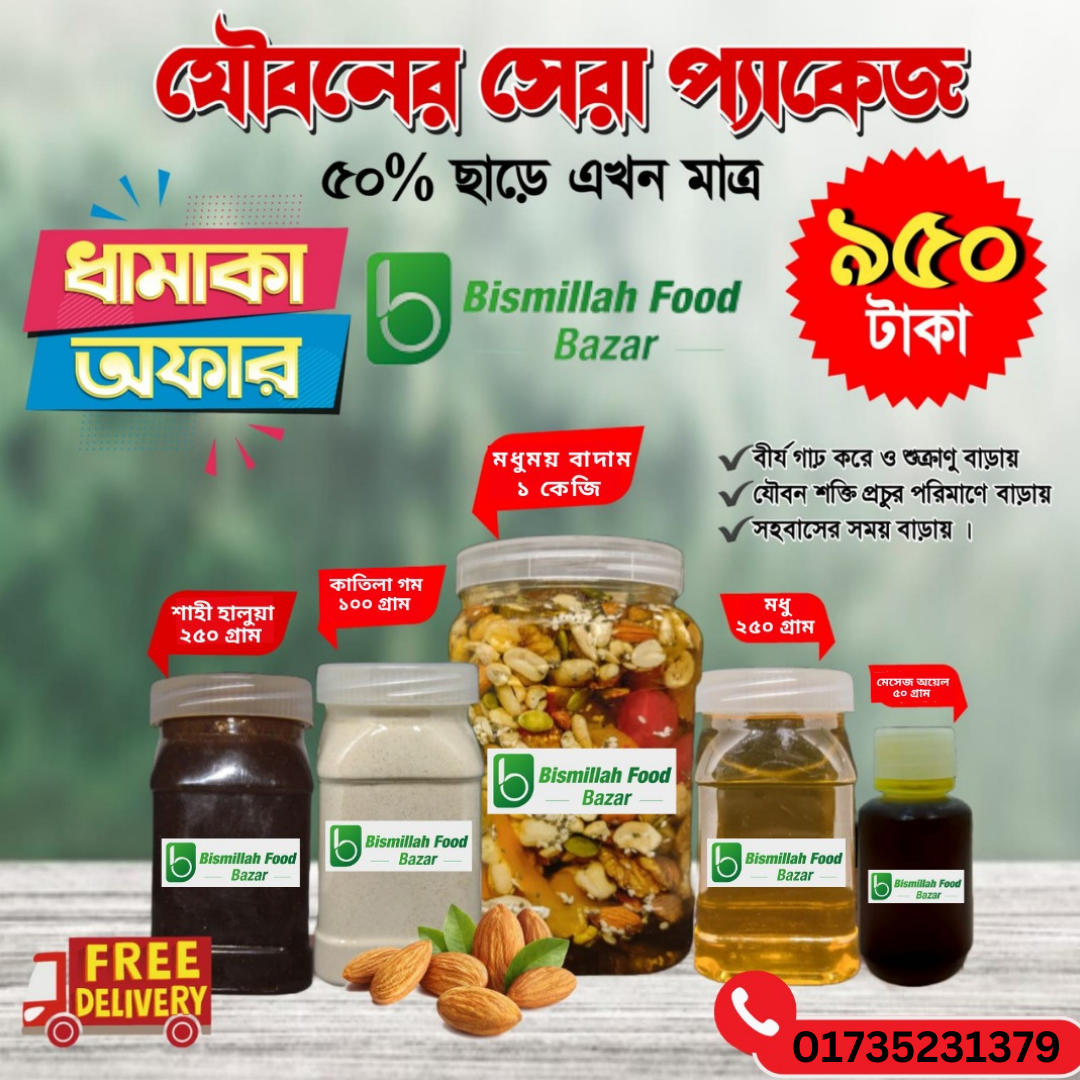 যৌবনের সেরা প্যাকেজ
৫০% ছাড়ে এখন মাত্র
ধামাকা
অফার
Bismillah Food
Bazar
৯৫০
টাকা
বীর্য গাঢ় করে ও শুক্রাণু বাড়ায়
যৌবন শক্তি প্রচুর পরিমাণে বাড়ায়
সহবাসের সময় বাড়ায় ।
মধুময় বাদাম
১ কেজি
কাতিলা গম
১০০ গ্রাম
শাহী হালুয়া
২৫০ গ্রাম
মধু
২৫০ গ্রাম
মেসেজ অয়েল
৫০ গ্রাম
Bismillah Food
Bazar
Bismillah Food
Bazar
Bismillah Food
Bazar
Bismillah Food
Bazar
Bismillah Food
Bazar
FREE
DELIVERY
01735231379